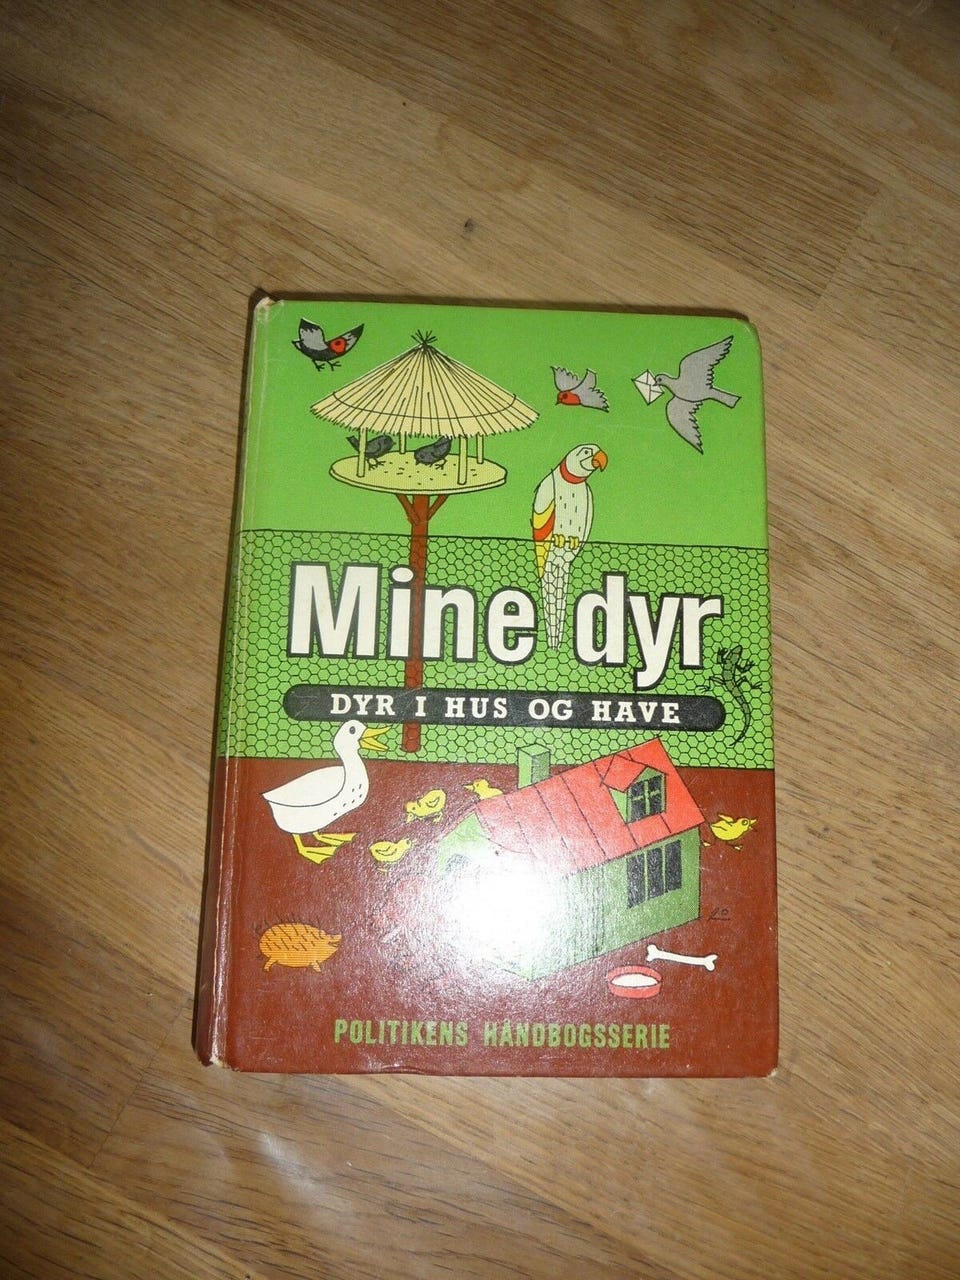 Mine dyr
DYR I HUS OG HAVE
POLITIKENS HÅNDBOGSSERIE